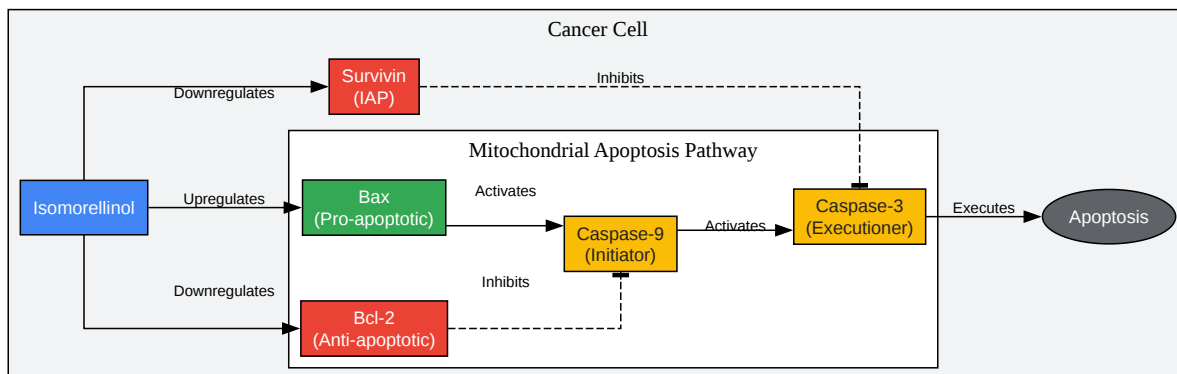 Cancer Cell
Survivin
(IAP)
Inhibits
Downregulates
Mitochondrial Apoptosis Pathway
Isomorellinol
Upregulates
Bax
(Pro-apoptotic)
Activates
Caspase-9
(Initiator)
Activates
Caspase-3
(Executioner)
Executes
Apoptosis
Downregulates
Inhibits
Bcl-2
(Anti-apoptotic)